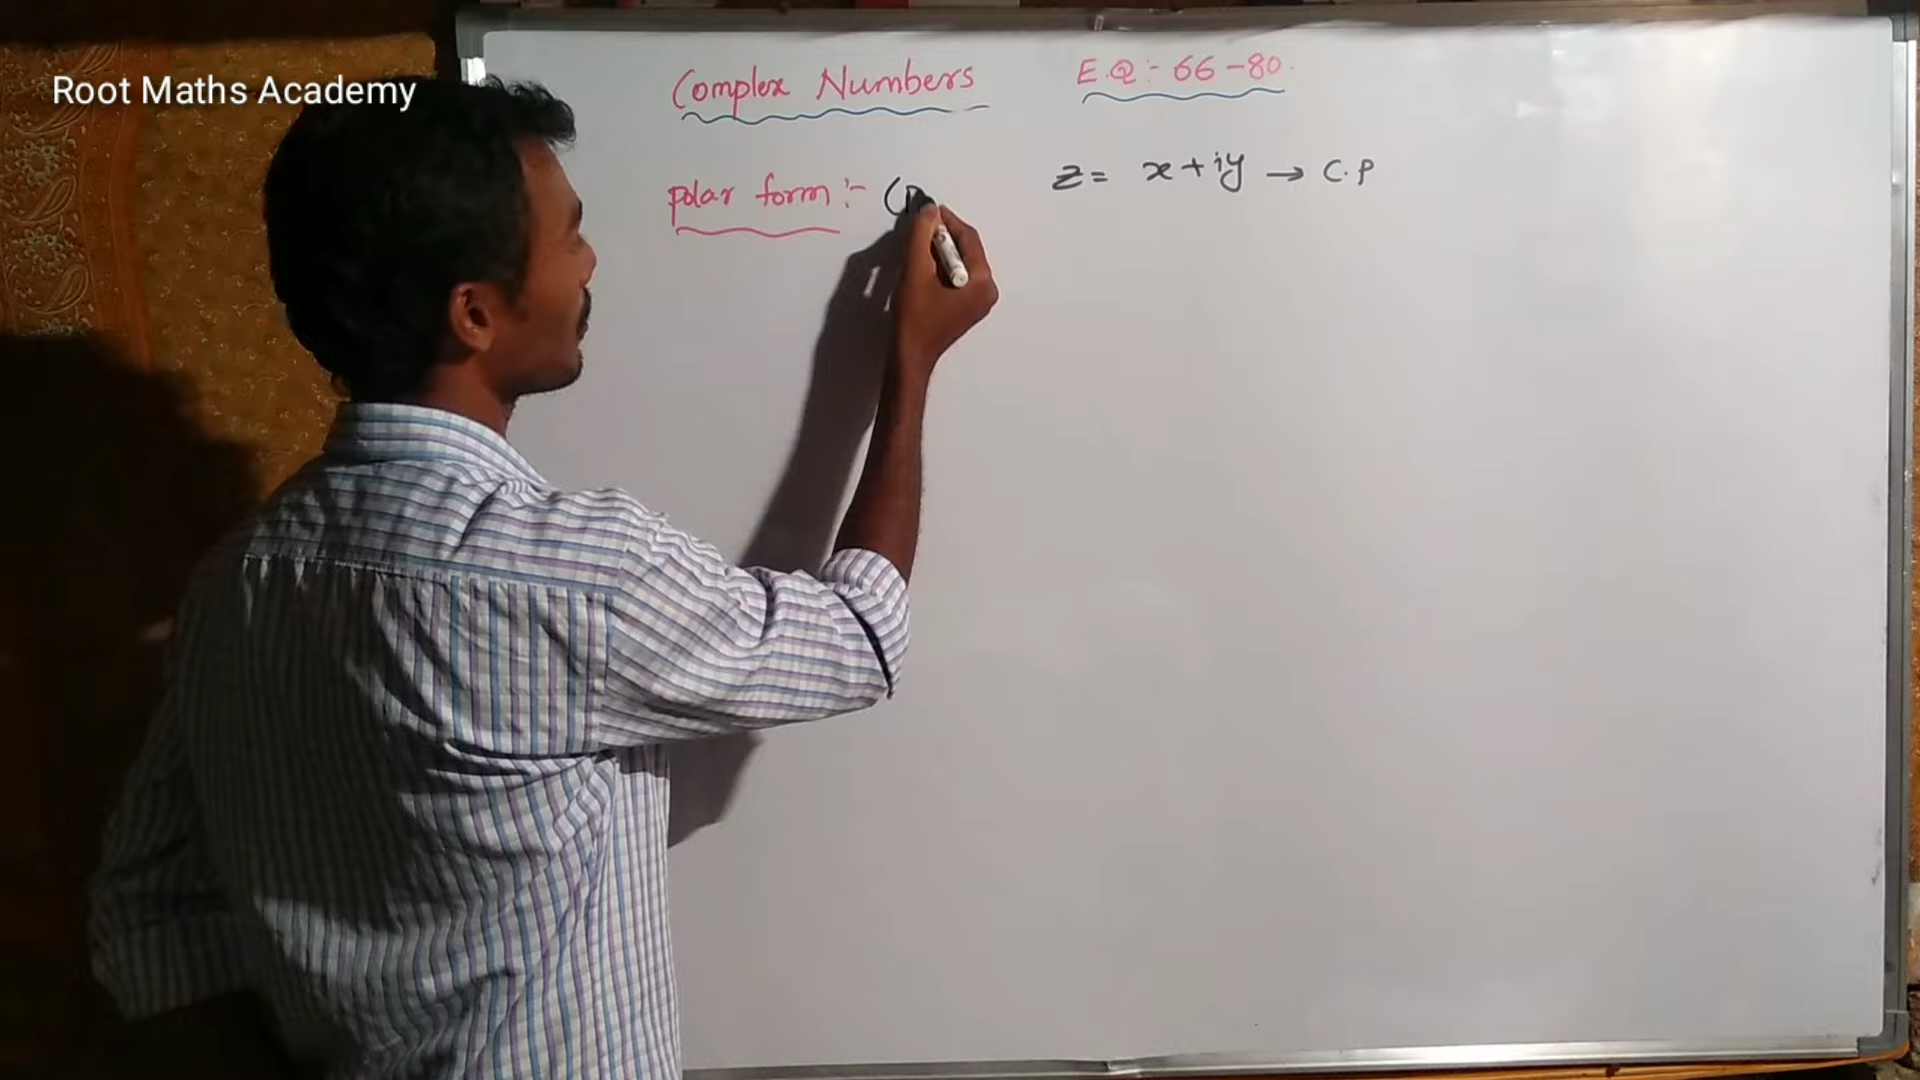 Root Maths Academy
Complex Numbers E.Q:- 66-80.
polar form:- (
z = x+iy → C.P